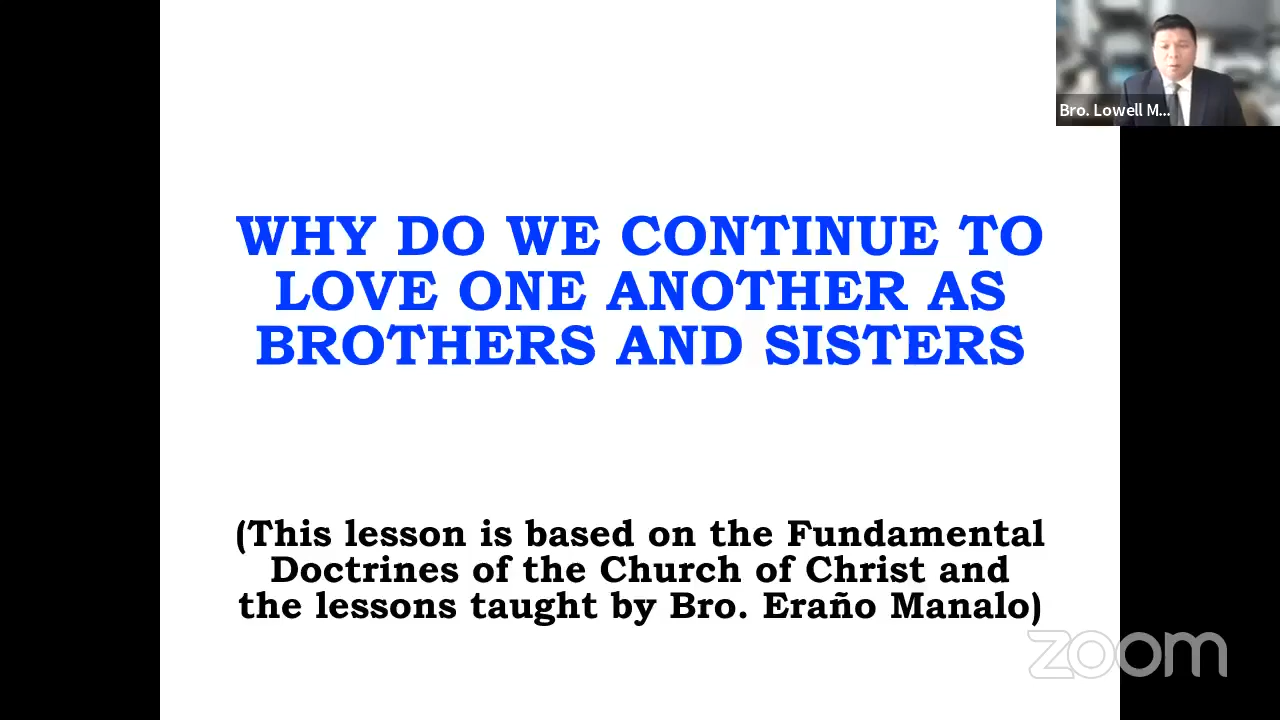 Bro. Lowell M...
WHY DO WE CONTINUE TO
LOVE ONE ANOTHER AS
BROTHERS AND SISTERS
(This lesson is based on the Fundamental
Doctrines of the Church of Christ and
the lessons taught by Bro. Eraño Manalo)
zoom